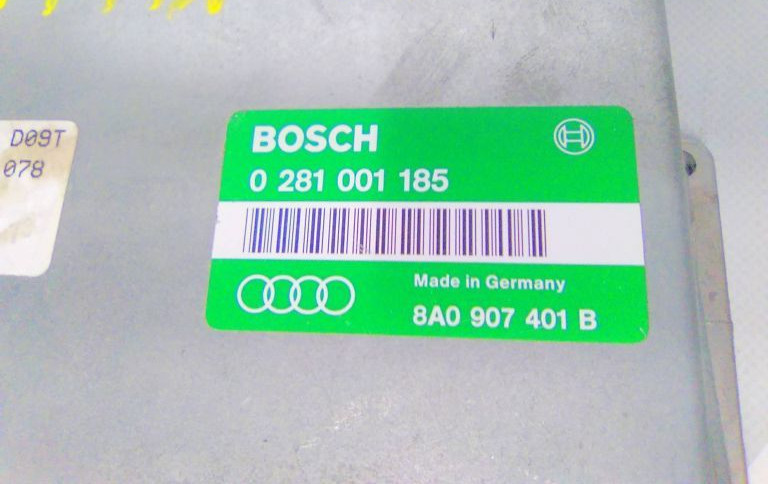 D09T
078
BOSCH
0 281 001 185
Made in Germany
8A0 907 401 B